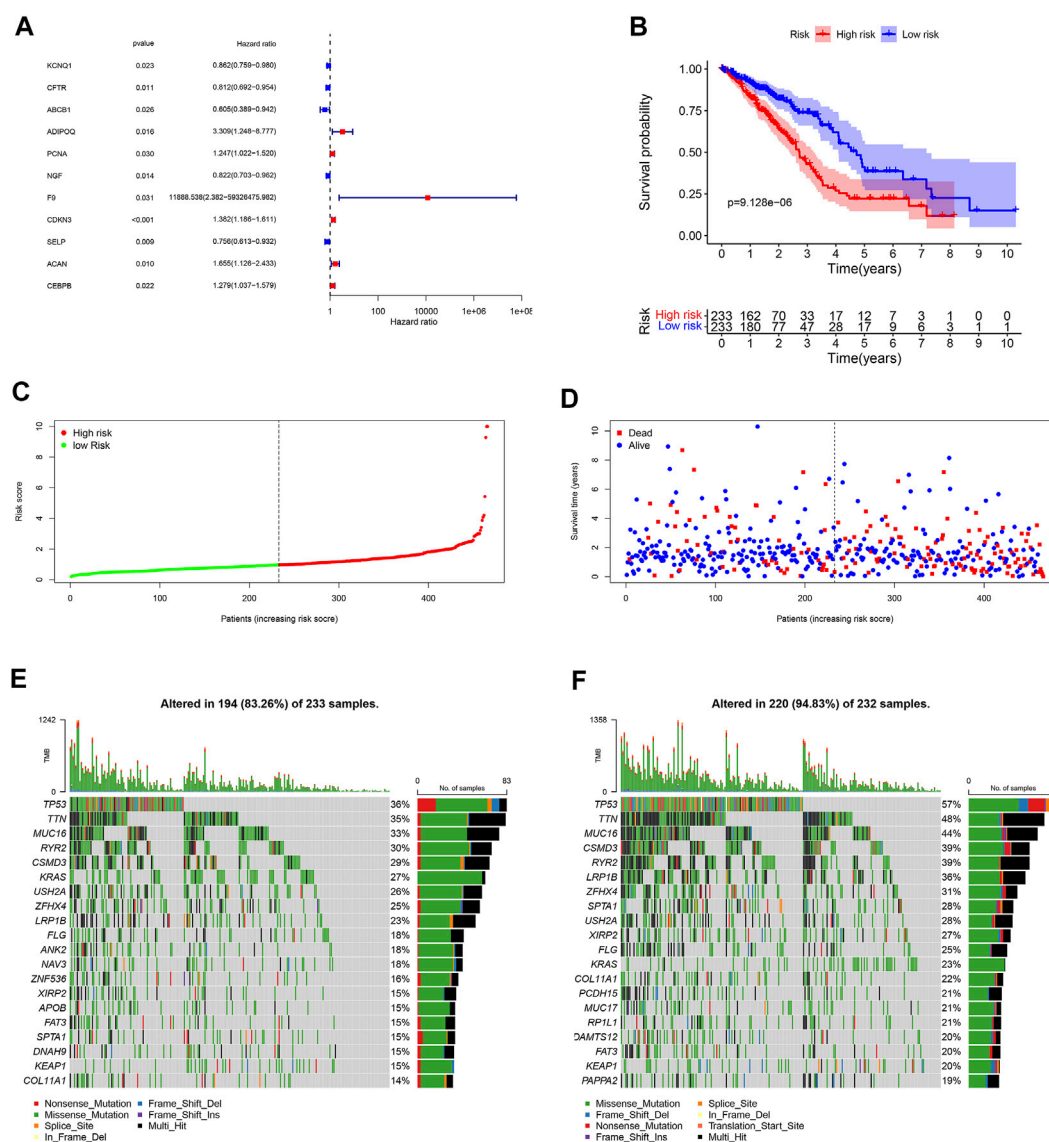 A
pvalue Hazard ratio
KCNQ1 0.023 0.862(0.759−0.980)
CFTR 0.011 0.812(0.692−0.954)
ABCB1 0.026 0.605(0.389−0.942)
ADIPOQ 0.016 3.309(1.248−8.777)
PCNA 0.030 1.247(1.022−1.520)
NGF 0.014 0.822(0.703−0.962)
F9 0.031 11888.538(2.382−59326475.982)
CDKN3 <0.001 1.382(1.186−1.611)
SELP 0.009 0.756(0.613−0.932)
ACAN 0.010 1.655(1.126−2.433)
CEBPB 0.022 1.279(1.037−1.579)
1 100 10000 1e+06 1e+08
Hazard ratio
B
Risk High risk Low risk
Survival probability
1.00
0.75
0.50
0.25
0.00
p=9.128e−06
0 1 2 3 4 5 6 7 8 9 10
Time(years)
Risk
High risk 233 162 70 33 17 12 7 3 1 0 0
Low risk 233 180 77 47 28 17 9 6 3 1 1
0 1 2 3 4 5 6 7 8 9 10
Time(years)
C
High risk
low Risk
Risk score
10
8
6
4
2
0
0 100 200 300 400
Patients (increasing risk socre)
D
Dead
Alive
Survival time (years)
10
8
6
4
2
0
0 100 200 300 400
Patients (increasing risk socre)
E
Altered in 194 (83.26%) of 233 samples.
1242
TMB
0
0 83
No. of samples
TP53 36%
TTN 35%
MUC16 33%
RYR2 30%
CSMD3 29%
KRAS 27%
USH2A 26%
ZFHX4 25%
LRP1B 23%
FLG 18%
ANK2 18%
NAV3 18%
ZNF536 16%
XIRP2 15%
APOB 15%
FAT3 15%
SPTA1 15%
DNAH9 15%
KEAP1 15%
COL11A1 14%
Nonsense_Mutation Frame_Shift_Del
Missense_Mutation Frame_Shift_Ins
Splice_Site Multi_Hit
In_Frame_Del
F
Altered in 220 (94.83%) of 232 samples.
1358
TMB
0
0
No. of samples
TP53 57%
TTN 48%
MUC16 44%
CSMD3 39%
RYR2 39%
LRP1B 36%
ZFHX4 31%
SPTA1 28%
USH2A 28%
XIRP2 27%
FLG 25%
KRAS 23%
COL11A1 22%
PCDH15 21%
MUC17 21%
RP1L1 21%
DAMTS12 20%
FAT3 20%
KEAP1 20%
PAPPA2 19%
Missense_Mutation Splice_Site
Frame_Shift_Del In_Frame_Del
Nonsense_Mutation Translation_Start_Site
Frame_Shift_Ins Multi_Hit